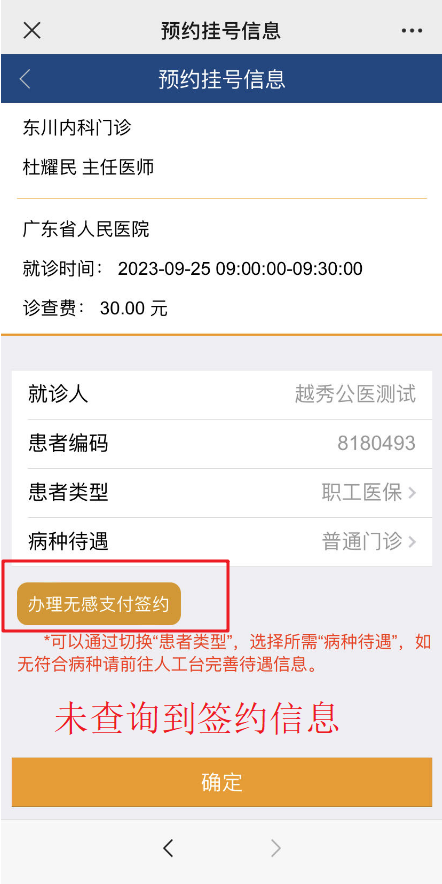 预约挂号信息
预约挂号信息
东川内科门诊
杜耀民 主任医师
广东省人民医院
就诊时间： 2023-09-25 09:00:00-09:30:00
诊查费： 30.00 元
就诊人 越秀公医测试
患者编码 8180493
患者类型 职工医保
病种待遇 普通门诊
办理无感支付签约
*可以通过切换“患者类型”，选择所需“病种待遇”，如
无符合病种请前往人工台完善待遇信息。
未查询到签约信息
确定